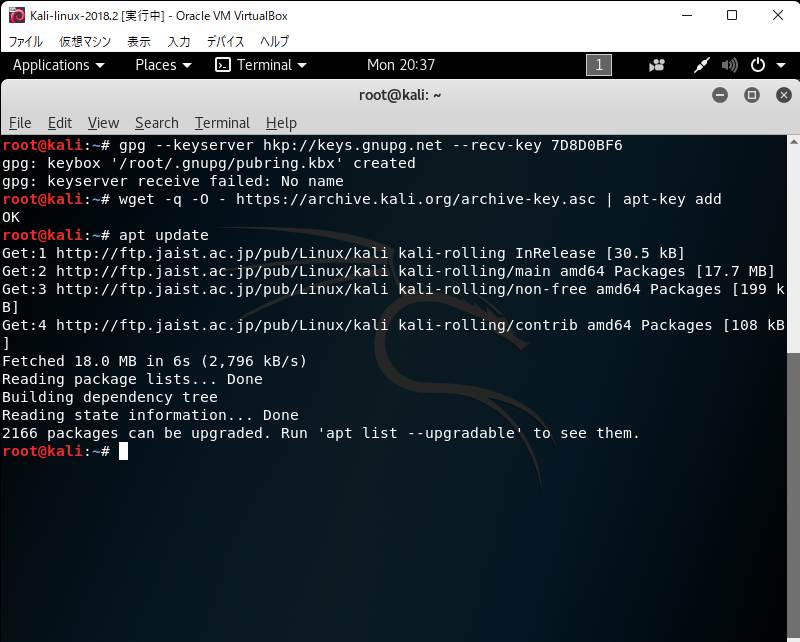 Kali-linux-2018.2 [実行中] - Oracle VM VirtualBox
ファイル 仮想マシン 表示 入力 デバイス ヘルプ
Applications Places Terminal Mon 20:37 1
root@kali: ~
File Edit View Search Terminal Help
root@kali:~# gpg --keyserver hkp://keys.gnupg.net --recv-key 7D8D0BF6
gpg: keybox '/root/.gnupg/pubring.kbx' created
gpg: keyserver receive failed: No name
root@kali:~# wget -q -O - https://archive.kali.org/archive-key.asc | apt-key add
OK
root@kali:~# apt update
Get:1 http://ftp.jaist.ac.jp/pub/Linux/kali kali-rolling InRelease [30.5 kB]
Get:2 http://ftp.jaist.ac.jp/pub/Linux/kali kali-rolling/main amd64 Packages [17.7 MB]
Get:3 http://ftp.jaist.ac.jp/pub/Linux/kali kali-rolling/non-free amd64 Packages [199 k
B]
Get:4 http://ftp.jaist.ac.jp/pub/Linux/kali kali-rolling/contrib amd64 Packages [108 kB
]
Fetched 18.0 MB in 6s (2,796 kB/s)
Reading package lists... Done
Building dependency tree
Reading state information... Done
2166 packages can be upgraded. Run 'apt list --upgradable' to see them.
root@kali:~#